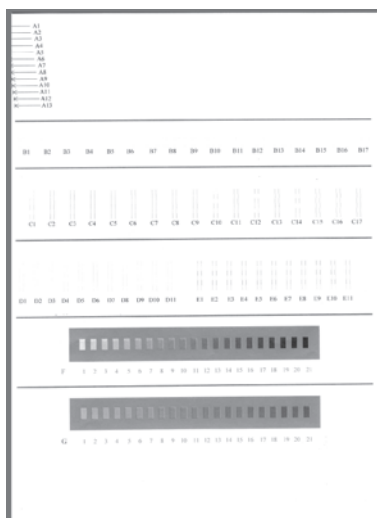 A1
A2
A3
A4
A5
A6
A7
A8
A9
A10
A11
A12
A13
B1 B2 B3 B4 B5 B6 B7 B8 B9 B10 B11 B12 B13 B14 B15 B16 B17
C1 C2 C3 C4 C5 C6 C7 C8 C9 C10 C11 C12 C13 C14 C15 C16 C17
D1 D2 D3 D4 D5 D6 D7 D8 D9 D10 D11 E1 E2 E3 E4 E5 E6 E7 E8 E9 E10 E11
F 1 2 3 4 5 6 7 8 9 10 11 12 13 14 15 16 17 18 19 20 21
G 1 2 3 4 5 6 7 8 9 10 11 12 13 14 15 16 17 18 19 20 21